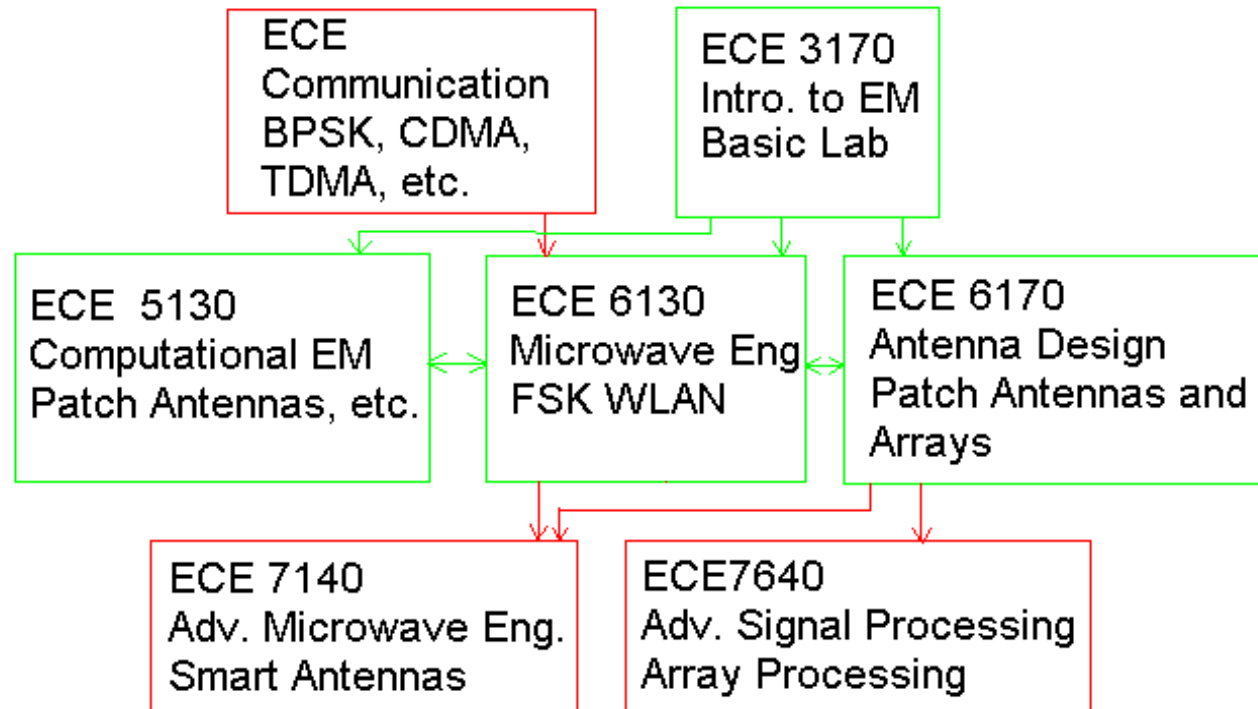 ECE
Communication
BPSK, CDMA,
TDMA, etc.
ECE 3170
Intro. to EM
Basic Lab
ECE 5130
Computational EM
Patch Antennas, etc.
ECE 6130
Microwave Eng
FSK WLAN
ECE 6170
Antenna Design
Patch Antennas and
Arrays
ECE 7140
Adv. Microwave Eng.
Smart Antennas
ECE7640
Adv. Signal Processing
Array Processing